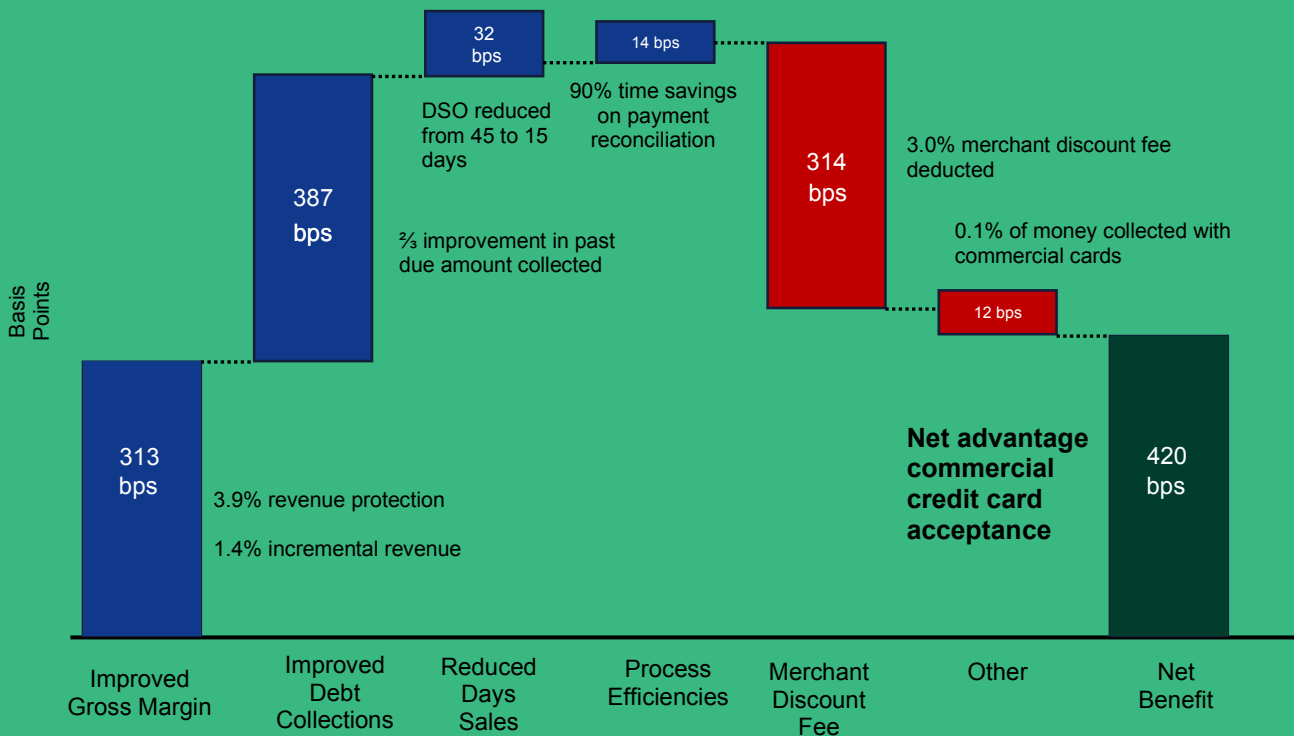 32
bps
14 bps
DSO reduced
from 45 to 15
days
90% time savings
on payment
reconciliation
314
bps
3.0% merchant discount fee
deducted
387
bps
⅔ improvement in past
due amount collected
0.1% of money collected with
commercial cards
12 bps
Basis
Points
313
bps
3.9% revenue protection
1.4% incremental revenue
Net advantage
commercial
credit card
acceptance
420
bps
Improved
Gross Margin
Improved
Debt
Collections
Reduced
Days
Sales
Process
Efficiencies
Merchant
Discount
Fee
Other
Net
Benefit